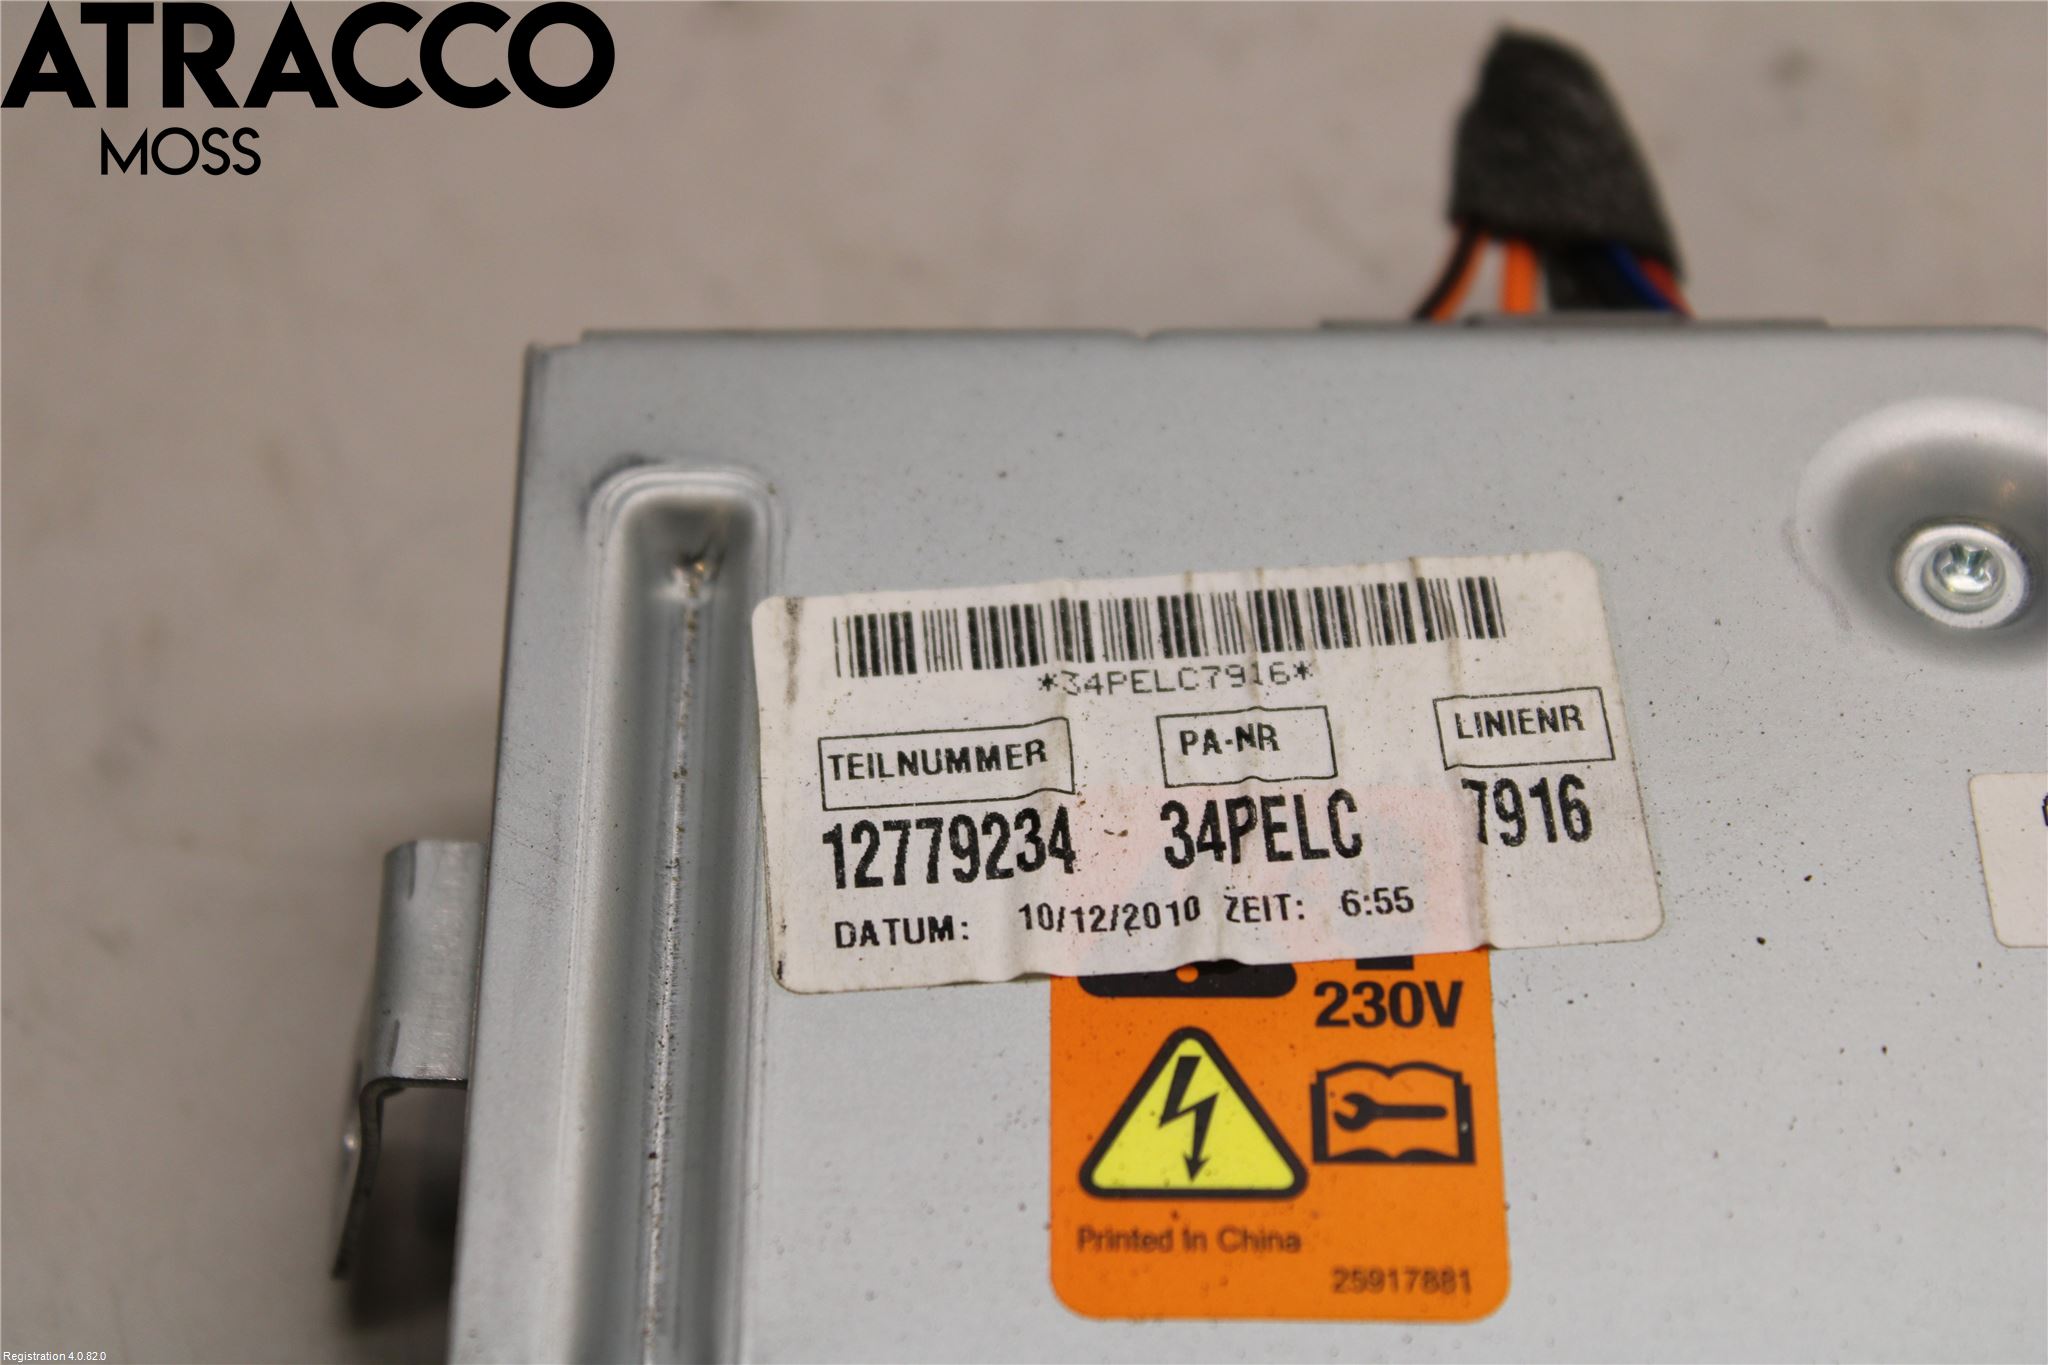 ATRACCO
MOSS
*34PELC7916*
TEILNUMMER PA-NR LINIENR
12779234 34PELC 7916
DATUM: 10/12/2010 ZEIT: 6:55
230V
Printed In China
25917881
Registration 4.0.82.0